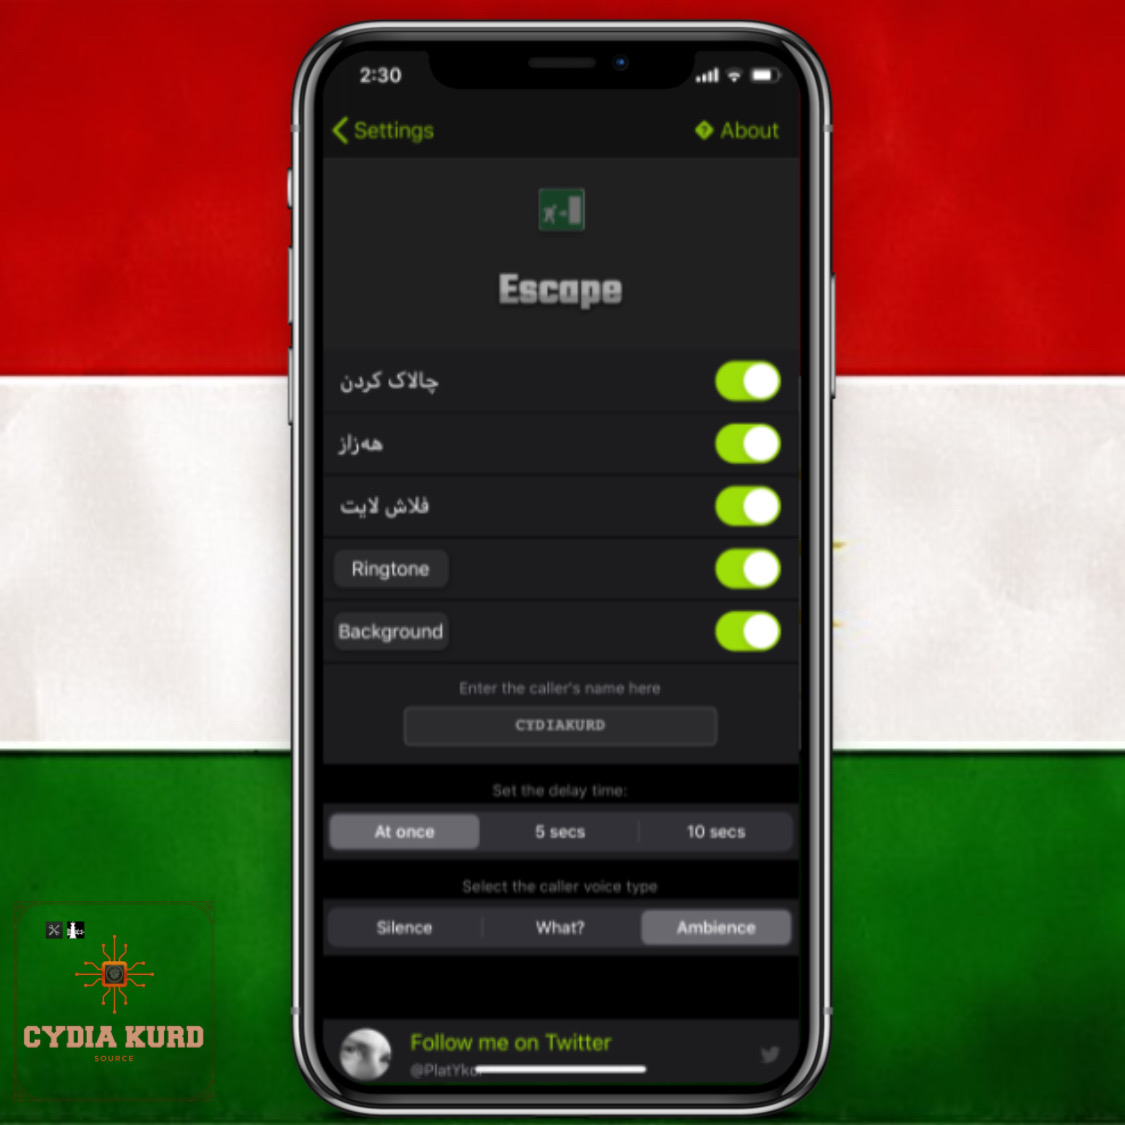 2:30
Settings
About
Escape
چالاک کردن
هەزاز
فلاش لایت
Ringtone
Background
Enter the caller's name here
CYDIAKURD
Set the delay time:
At once
5 secs
10 secs
Select the caller voice type
Silence
What?
Ambience
Follow me on Twitter
CYDIA KURD
SOURCE